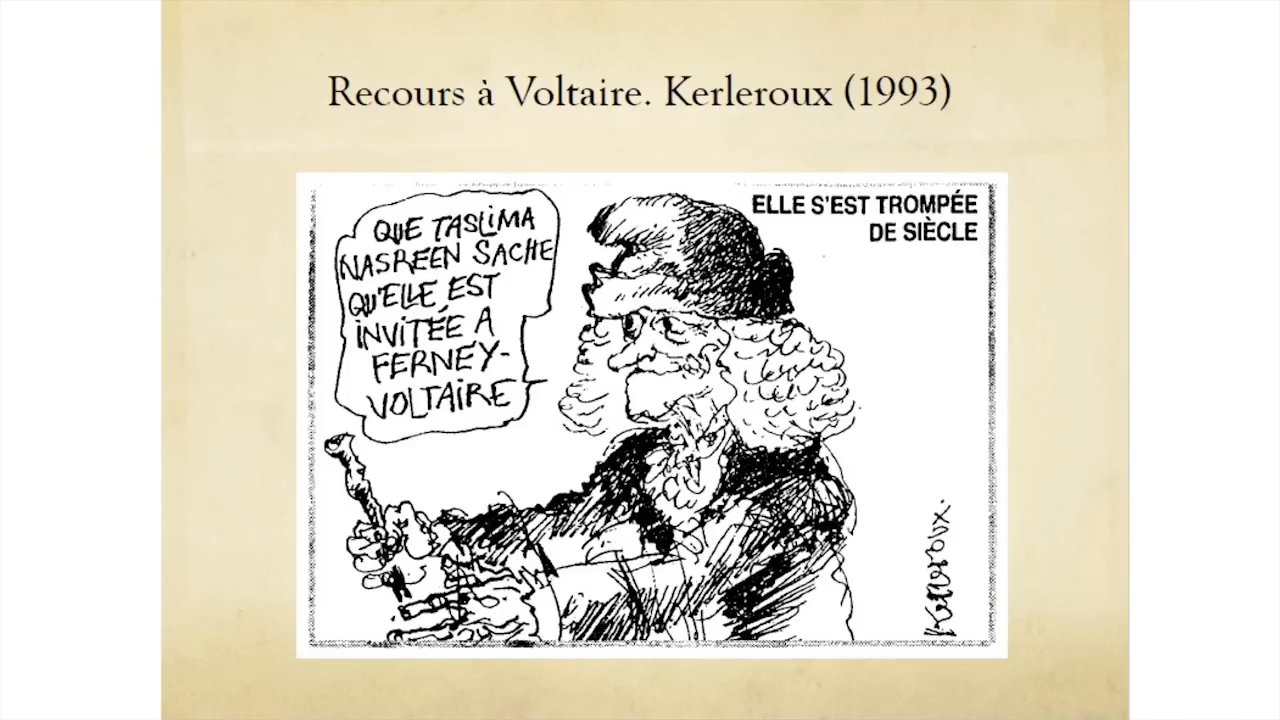 Recours à Voltaire. Kerleroux (1993)
QUE TASLIMA
NASREEN SACHE
QU'ELLE EST
INVITÉE A
FERNEY-
VOLTAIRE
ELLE S'EST TROMPÉE
DE SIÈCLE
Kerleroux.